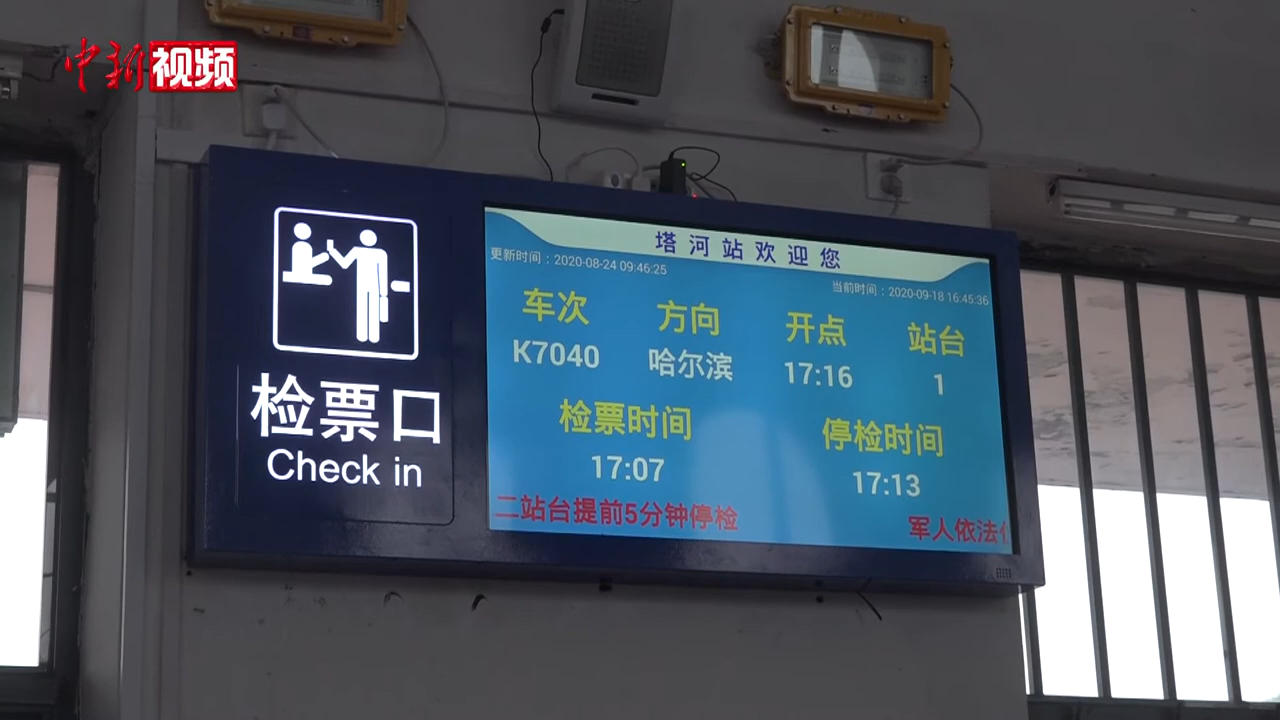 中新视频
检票口
Check in
塔河站欢迎您
更新时间：2020-08-24 09:46:25
当前时间：2020-09-18 16:45:36
车次 方向 开点 站台
K7040 哈尔滨 17:16 1
检票时间 停检时间
17:07 17:13
二站台提前5分钟停检 军人依法